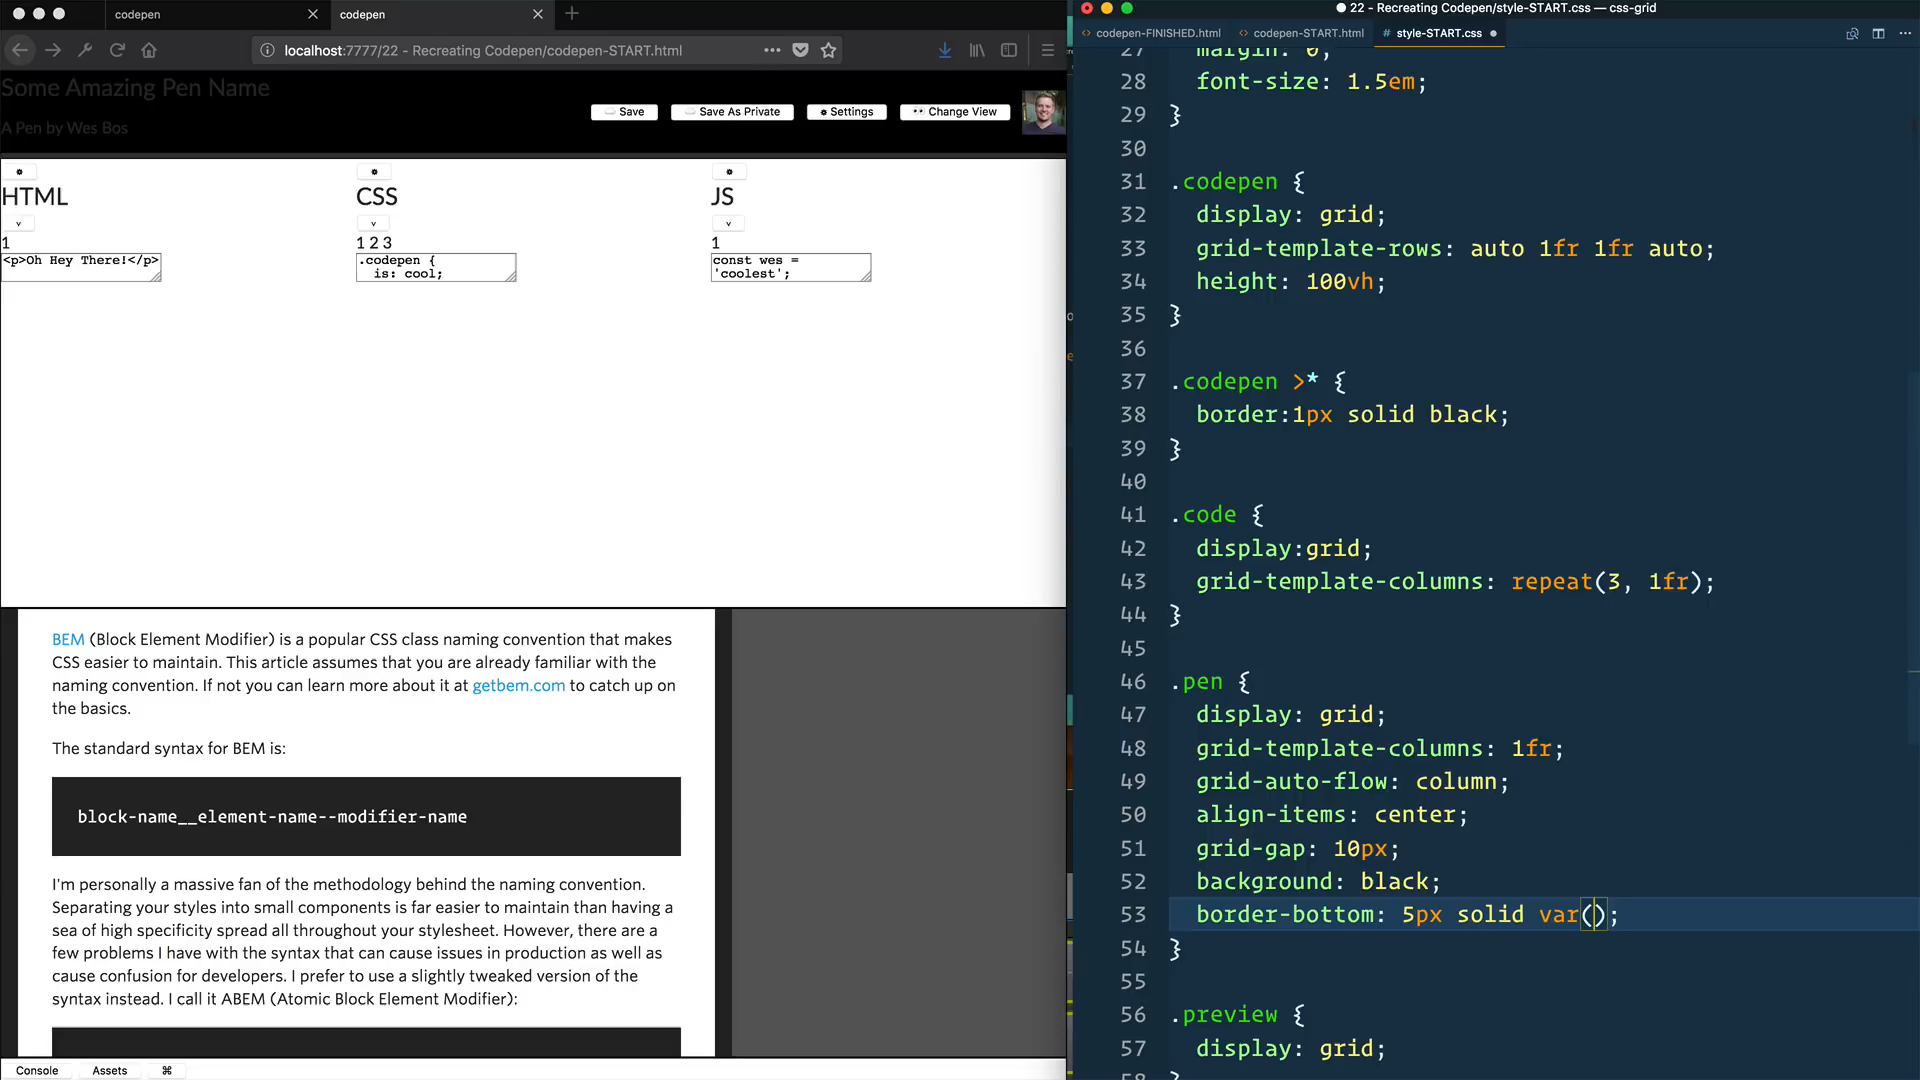 codepen
codepen
localhost:7777/22 - Recreating Codepen/codepen-START.html
Some Amazing Pen Name
A Pen by Wes Bos
Save
Save As Private
Settings
Change View
HTML
v
1
<p>Oh Hey There!</p>
CSS
v
1 2 3
.codepen {
is: cool;
JS
v
1
const wes =
'coolest';
BEM (Block Element Modifier) is a popular CSS class naming convention that makes
CSS easier to maintain. This article assumes that you are already familiar with the
naming convention. If not you can learn more about it at getbem.com to catch up on
the basics.
The standard syntax for BEM is:
block-name__element-name--modifier-name
I'm personally a massive fan of the methodology behind the naming convention.
Separating your styles into small components is far easier to maintain than having a
sea of high specificity spread all throughout your stylesheet. However, there are a
few problems I have with the syntax that can cause issues in production as well as
cause confusion for developers. I prefer to use a slightly tweaked version of the
syntax instead. I call it ABEM (Atomic Block Element Modifier):
Console
Assets
⌘
22 - Recreating Codepen/style-START.css — css-grid
codepen-FINISHED.html
codepen-START.html
style-START.css
27 margin: 0;
28 font-size: 1.5em;
29 }
30
31 .codepen {
32 display: grid;
33 grid-template-rows: auto 1fr 1fr auto;
34 height: 100vh;
35 }
36
37 .codepen >* {
38 border:1px solid black;
39 }
40
41 .code {
42 display:grid;
43 grid-template-columns: repeat(3, 1fr);
44 }
45
46 .pen {
47 display: grid;
48 grid-template-columns: 1fr;
49 grid-auto-flow: column;
50 align-items: center;
51 grid-gap: 10px;
52 background: black;
53 border-bottom: 5px solid var();
54 }
55
56 .preview {
57 display: grid;